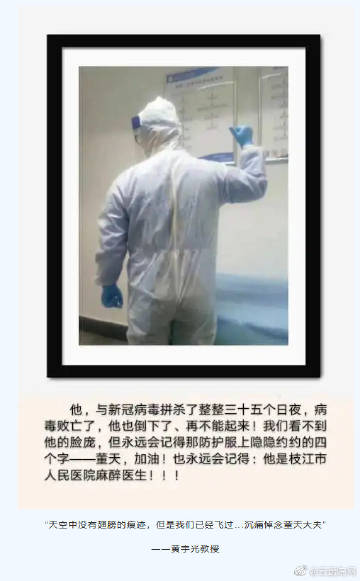 他，与新冠病毒拼杀了整整三十五个日夜，病
毒败亡了，他也倒下了、再不能起来！我们看不到
他的脸庞，但永远会记得那防护服上隐隐约约的四
个字——董天，加油！也永远会记得：他是枝江市
人民医院麻醉医生！！！
“天空中没有翅膀的痕迹，但是我们已经飞过...沉痛悼念董天大夫”
——黄宇光教授